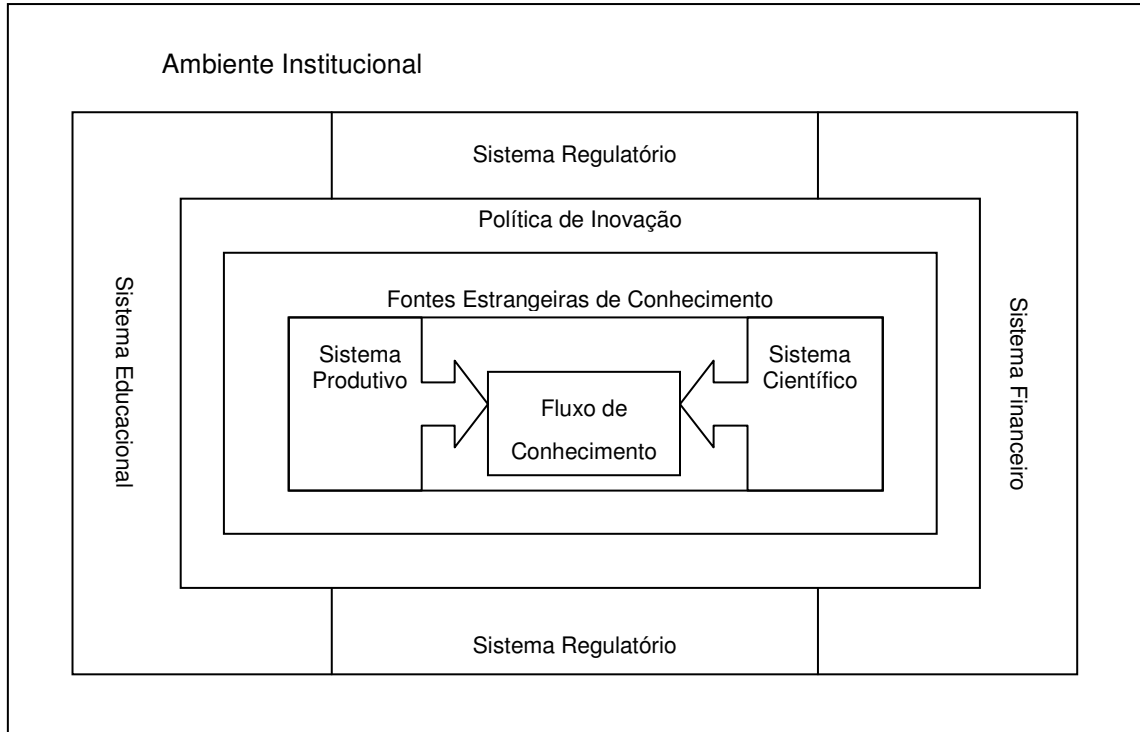 Ambiente Institucional
Sistema Regulatório
Política de Inovação
Fontes Estrangeiras de Conhecimento
Sistema Educacional
Sistema
Produtivo
Fluxo de
Conhecimento
Sistema
Científico
Sistema Financeiro
Sistema Regulatório